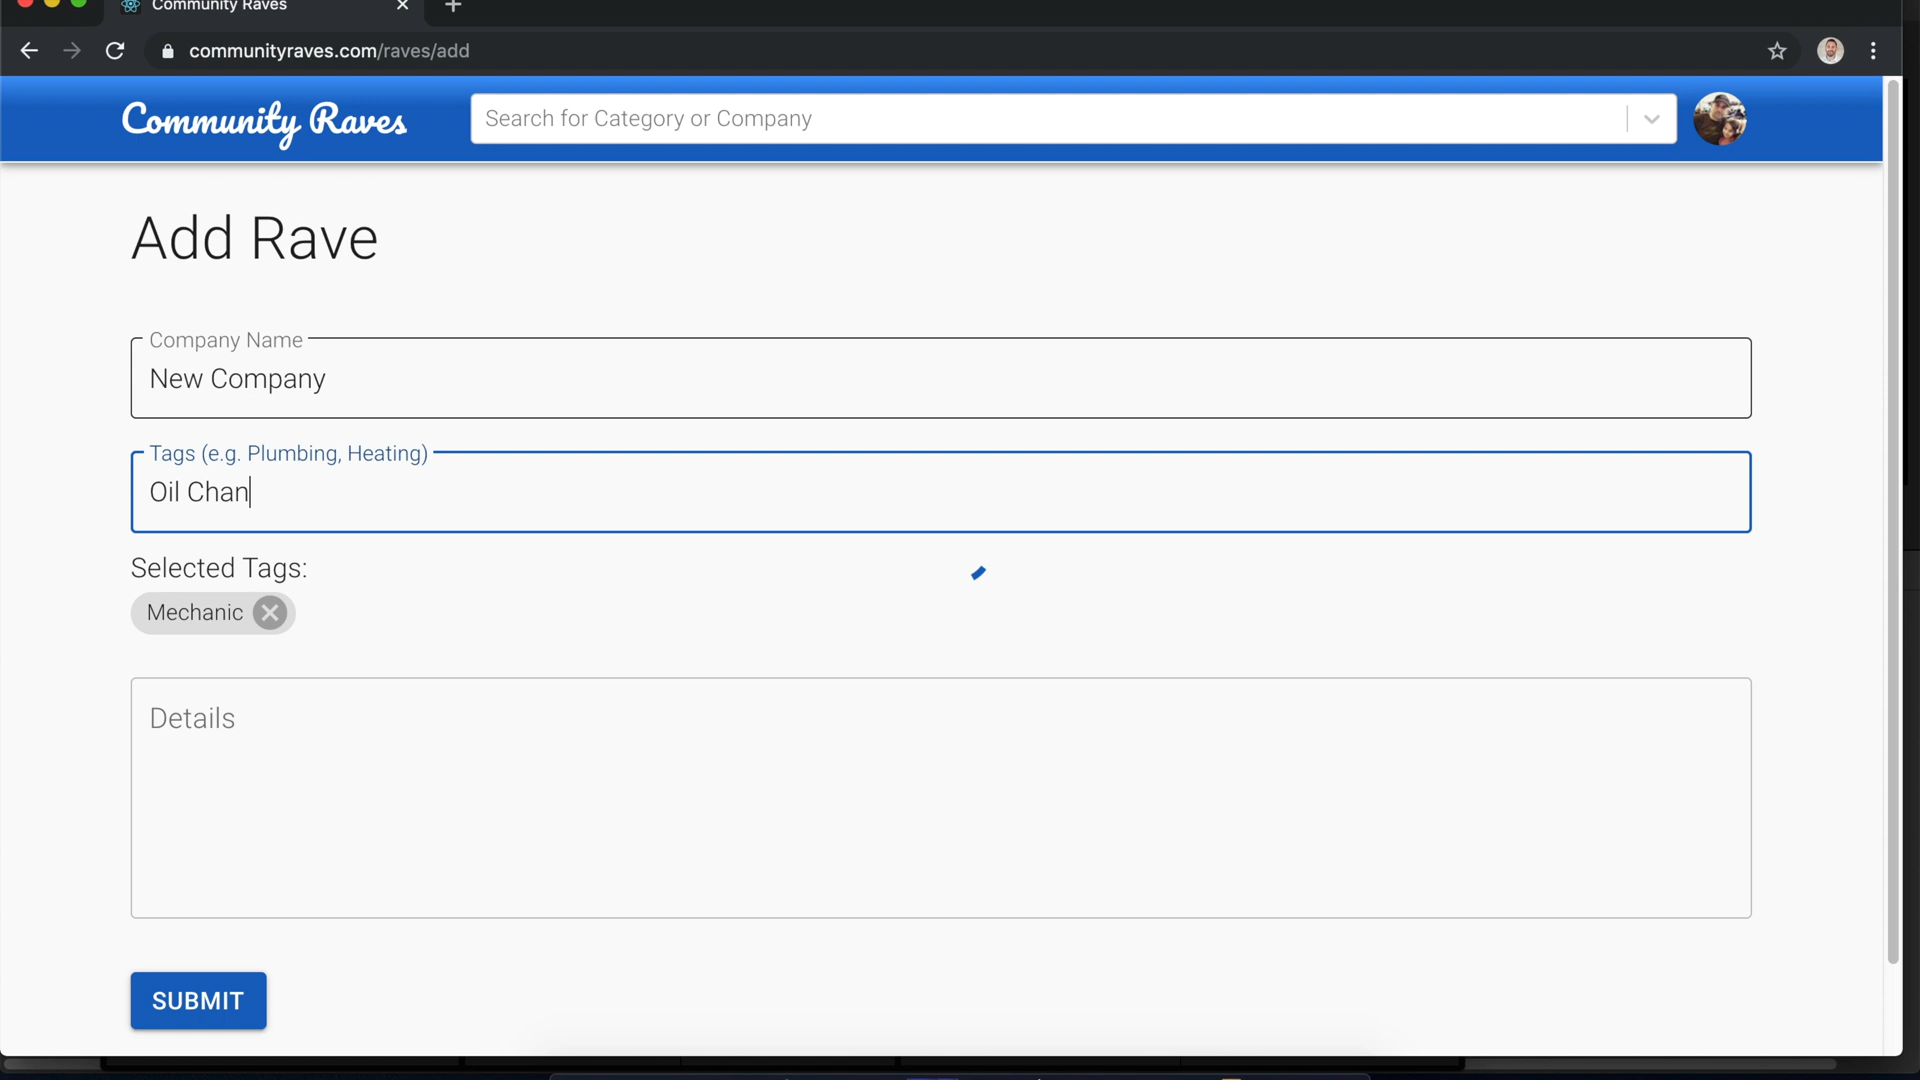 Community Raves
communityraves.com/raves/add
Community Raves
Search for Category or Company
Add Rave
Company Name
New Company
Tags (e.g. Plumbing, Heating)
Oil Chan
Selected Tags:
Mechanic
Details
SUBMIT